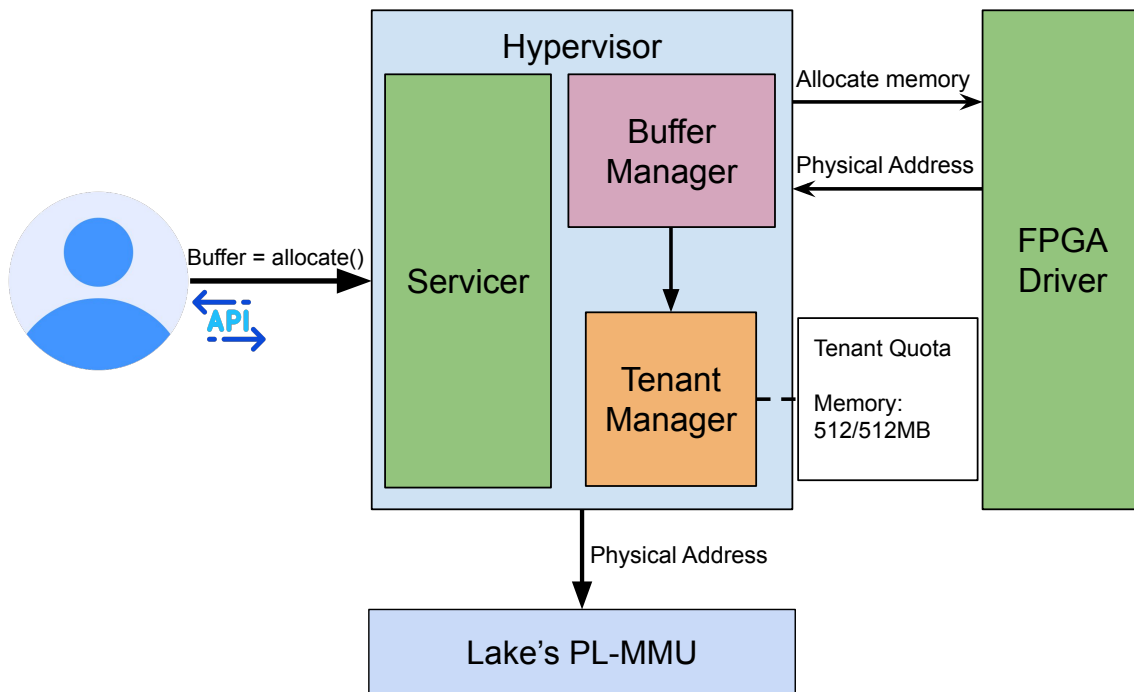 Hypervisor
Buffer = allocate()
API
Servicer
Buffer
Manager
Tenant
Manager
Allocate memory
Physical Address
FPGA
Driver
Tenant Quota
Memory:
512/512MB
Physical Address
Lake's PL-MMU